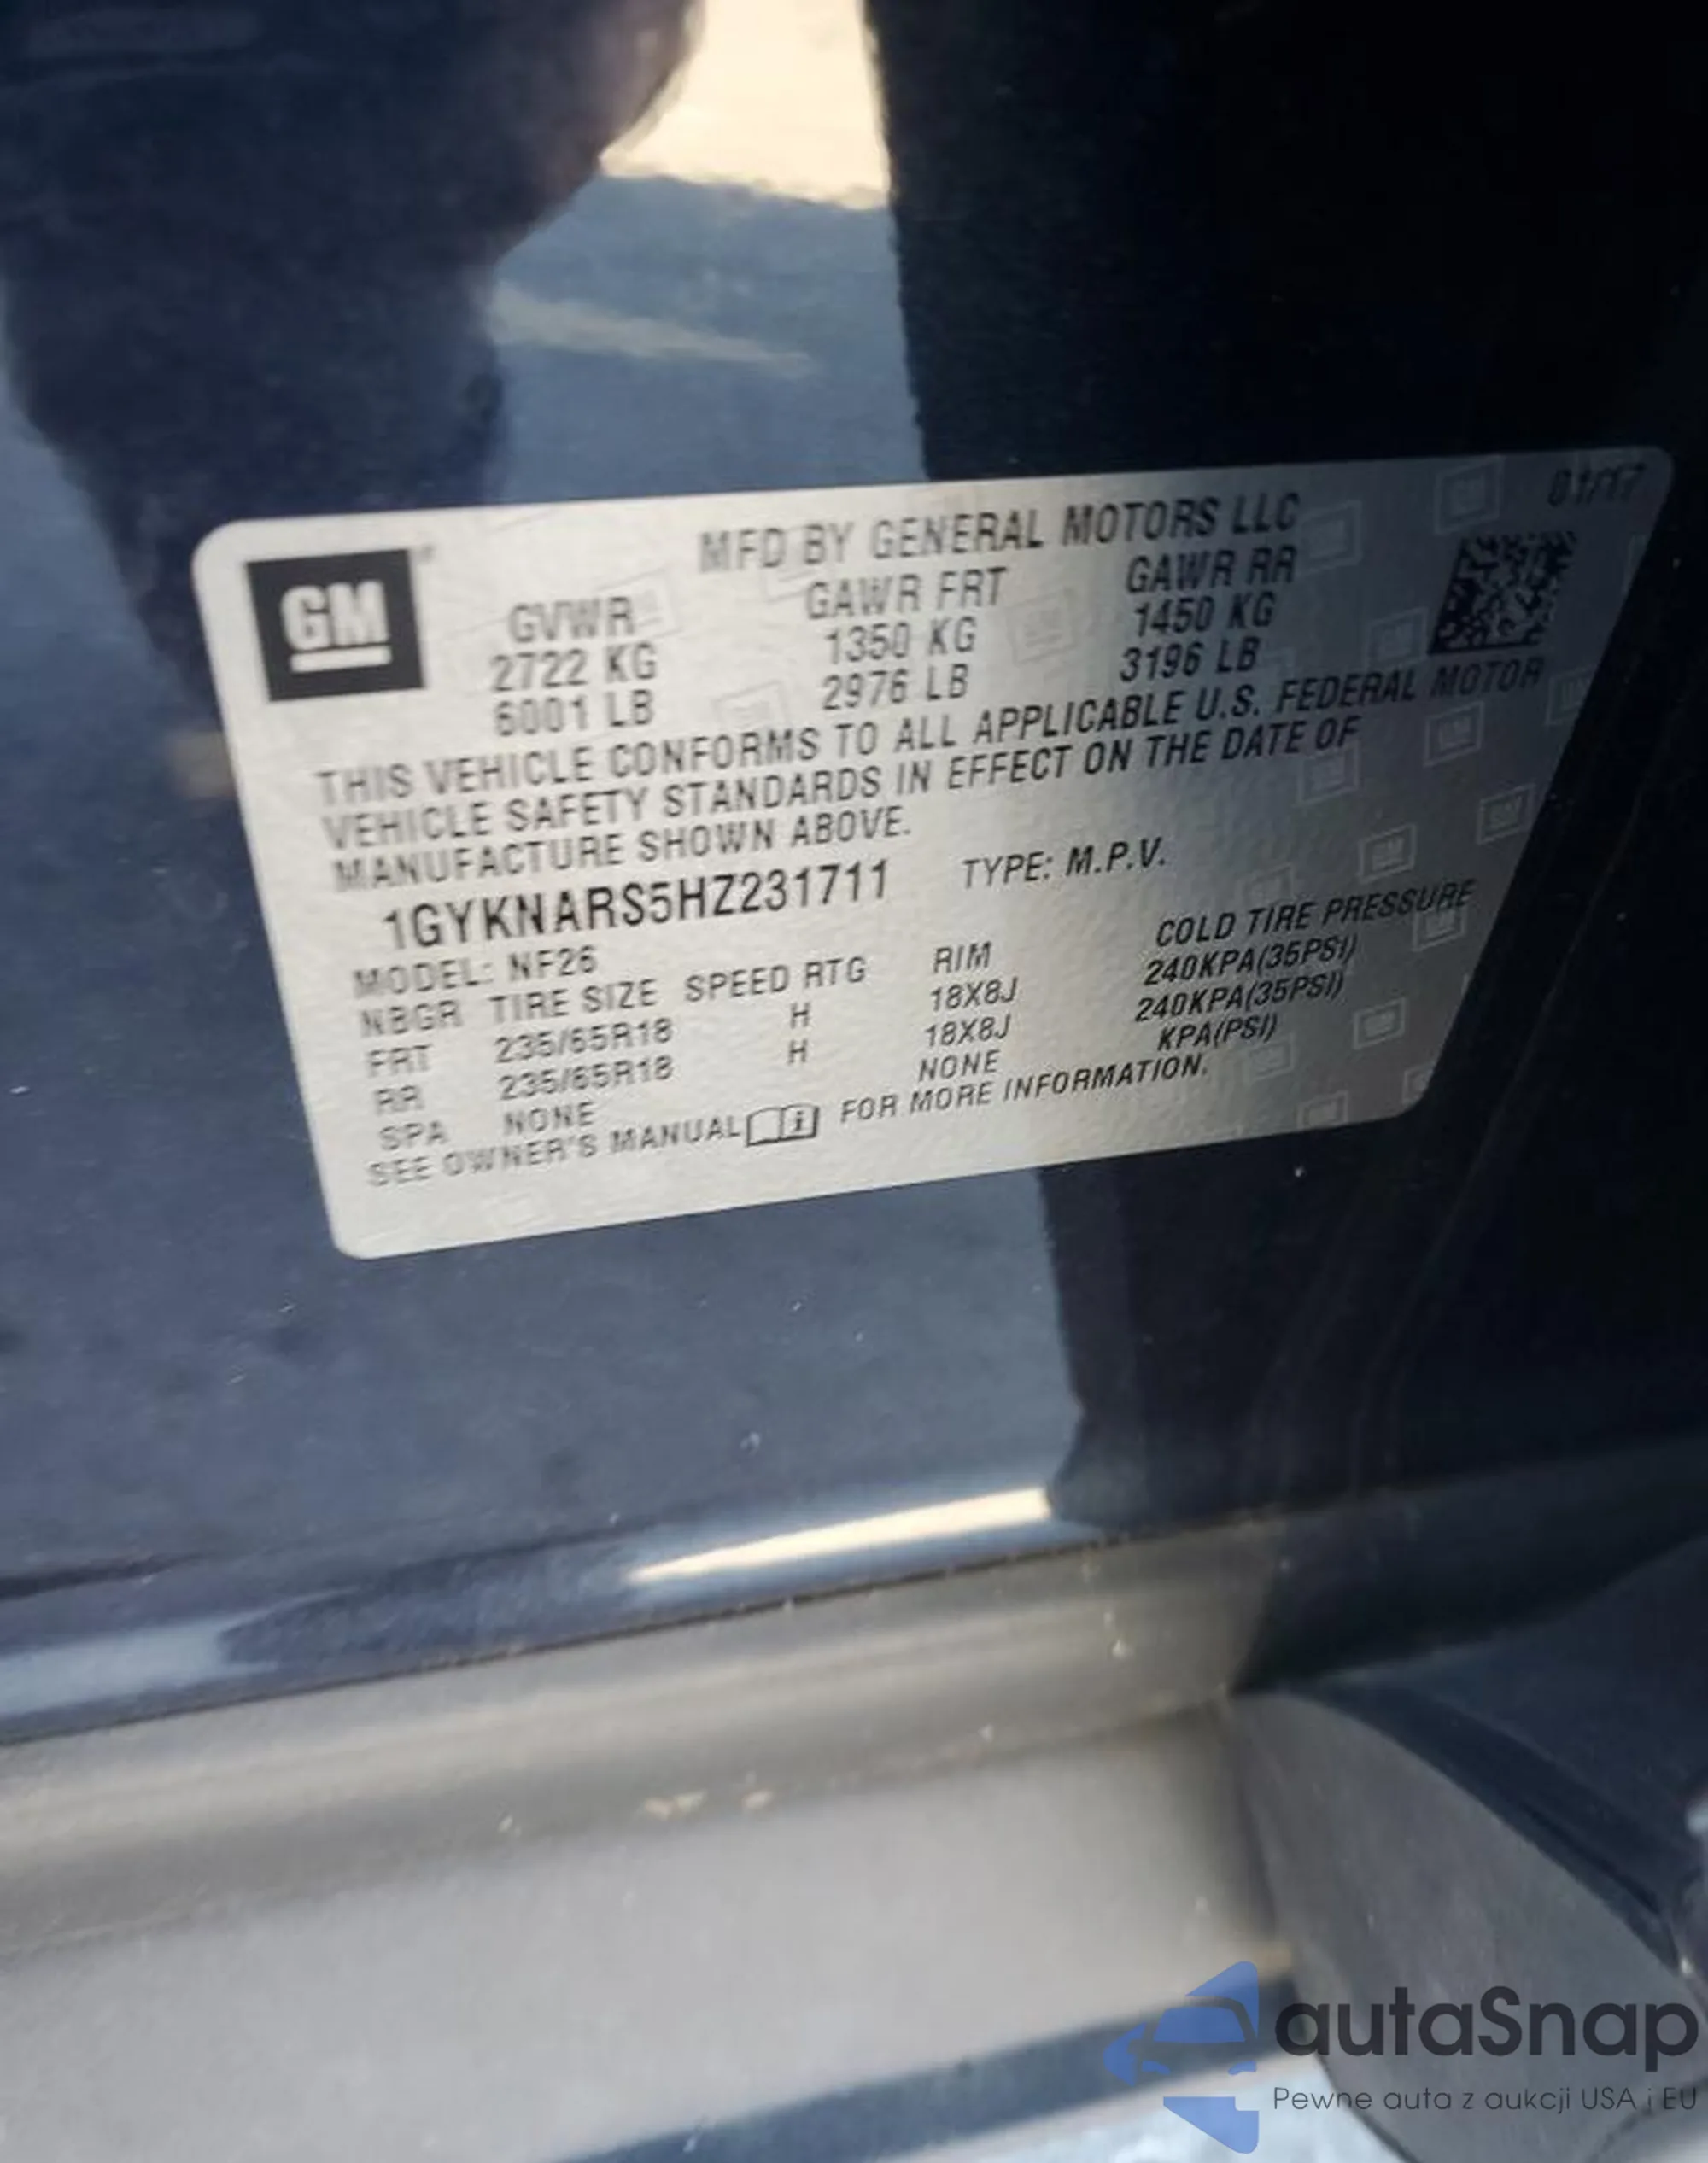 01/17
MFD BY GENERAL MOTORS LLC
GM
GVWR GAWR FRT GAWR RR
2722 KG 1350 KG 1450 KG
6001 LB 2976 LB 3196 LB
THIS VEHICLE CONFORMS TO ALL APPLICABLE U.S. FEDERAL MOTOR
VEHICLE SAFETY STANDARDS IN EFFECT ON THE DATE OF
MANUFACTURE SHOWN ABOVE.
1GYKNARS5HZ231711 TYPE: M.P.V.
MODEL: NF26
NBGR TIRE SIZE SPEED RTG RIM COLD TIRE PRESSURE
FRT 235/65R18 H 18X8J 240KPA(35PSI)
RR 235/65R18 H 18X8J 240KPA(35PSI)
SPA NONE NONE KPA(PSI)
SEE OWNER'S MANUAL FOR MORE INFORMATION.
autaSnap
Pewne auta z aukcji USA i EU